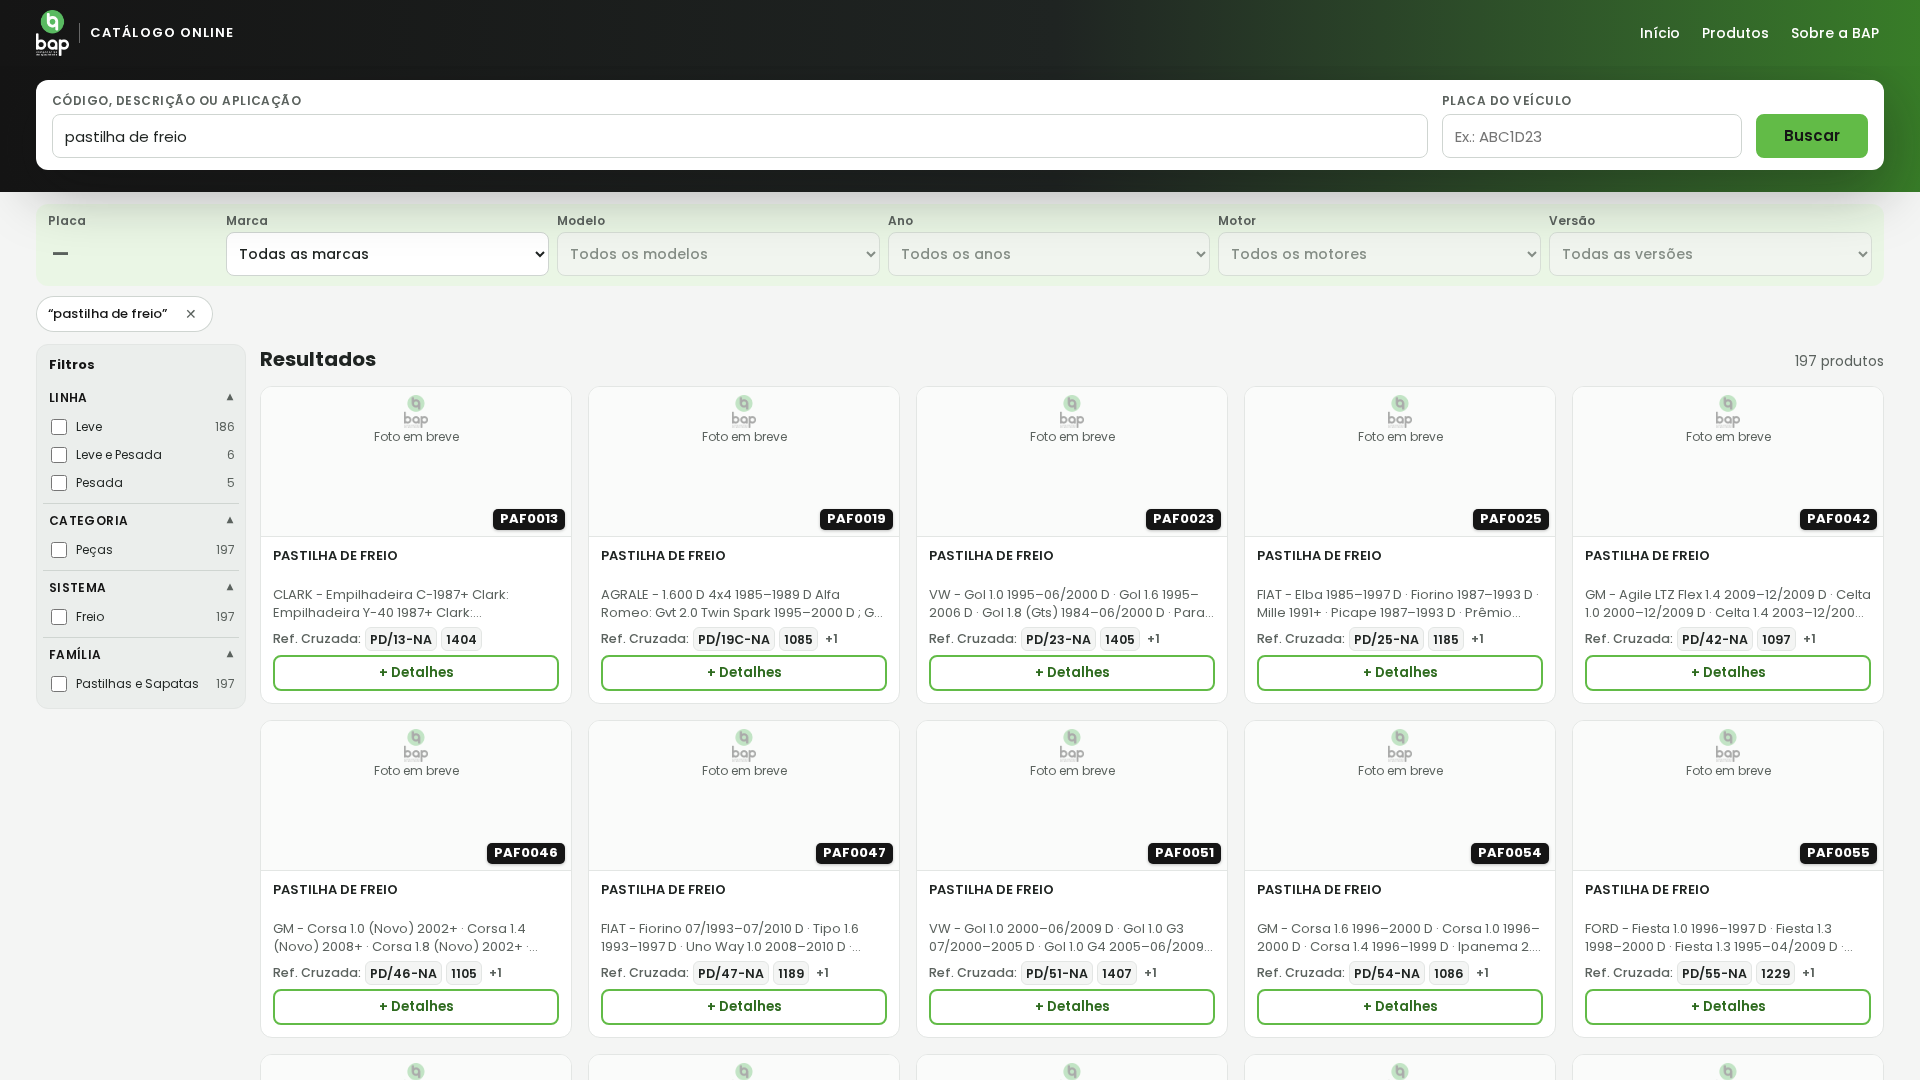 bap
CATÁLOGO ONLINE
Início
Produtos
Sobre a BAP
CÓDIGO, DESCRIÇÃO OU APLICAÇÃO
PLACA DO VEÍCULO
pastilha de freio
Ex.: ABC1D23
Buscar
Placa
Marca
Modelo
Ano
Motor
Versão
—
Todas as marcas
Todos os modelos
Todos os anos
Todos os motores
Todas as versões
“pastilha de freio” ×
Filtros
LINHA
Leve 186
Leve e Pesada 6
Pesada 5
CATEGORIA
Peças 197
SISTEMA
Freio 197
FAMÍLIA
Pastilhas e Sapatas 197
Resultados
197 produtos
bap
Foto em breve
PAF0013
PASTILHA DE FREIO
CLARK - Empilhadeira C-1987+ Clark:
Empilhadeira Y-40 1987+ Clark:...
Ref. Cruzada: PD/13-NA 1404
+ Detalhes
bap
Foto em breve
PAF0019
PASTILHA DE FREIO
AGRALE - 1.600 D 4x4 1985–1989 D Alfa
Romeo: Gvt 2.0 Twin Spark 1995–2000 D ; G...
Ref. Cruzada: PD/19C-NA 1085 +1
+ Detalhes
bap
Foto em breve
PAF0023
PASTILHA DE FREIO
VW - Gol 1.0 1995–06/2000 D · Gol 1.6 1995–
2006 D · Gol 1.8 (Gts) 1984–06/2000 D · Para...
Ref. Cruzada: PD/23-NA 1405 +1
+ Detalhes
bap
Foto em breve
PAF0025
PASTILHA DE FREIO
FIAT - Elba 1985–1997 D · Fiorino 1987–1993 D ·
Mille 1991+ · Picape 1987–1993 D · Prêmio...
Ref. Cruzada: PD/25-NA 1185 +1
+ Detalhes
bap
Foto em breve
PAF0042
PASTILHA DE FREIO
GM - Agile LTZ Flex 1.4 2009–12/2009 D · Celta
1.0 2000–12/2009 D · Celta 1.4 2003–12/200...
Ref. Cruzada: PD/42-NA 1097 +1
+ Detalhes
bap
Foto em breve
PAF0046
PASTILHA DE FREIO
GM - Corsa 1.0 (Novo) 2002+ · Corsa 1.4
(Novo) 2008+ · Corsa 1.8 (Novo) 2002+ ·...
Ref. Cruzada: PD/46-NA 1105 +1
+ Detalhes
bap
Foto em breve
PAF0047
PASTILHA DE FREIO
FIAT - Fiorino 07/1993–07/2010 D · Tipo 1.6
1993–1997 D · Uno Way 1.0 2008–2010 D ·...
Ref. Cruzada: PD/47-NA 1189 +1
+ Detalhes
bap
Foto em breve
PAF0051
PASTILHA DE FREIO
VW - Gol 1.0 2000–06/2009 D · Gol 1.0 G3
07/2000–2005 D · Gol 1.0 G4 2005–06/2009...
Ref. Cruzada: PD/51-NA 1407 +1
+ Detalhes
bap
Foto em breve
PAF0054
PASTILHA DE FREIO
GM - Corsa 1.6 1996–2000 D · Corsa 1.0 1996–
2000 D · Corsa 1.4 1996–1999 D · Ipanema 2....
Ref. Cruzada: PD/54-NA 1086 +1
+ Detalhes
bap
Foto em breve
PAF0055
PASTILHA DE FREIO
FORD - Fiesta 1.0 1996–1997 D · Fiesta 1.3
1998–2000 D · Fiesta 1.3 1995–04/2009 D ·...
Ref. Cruzada: PD/55-NA 1229 +1
+ Detalhes